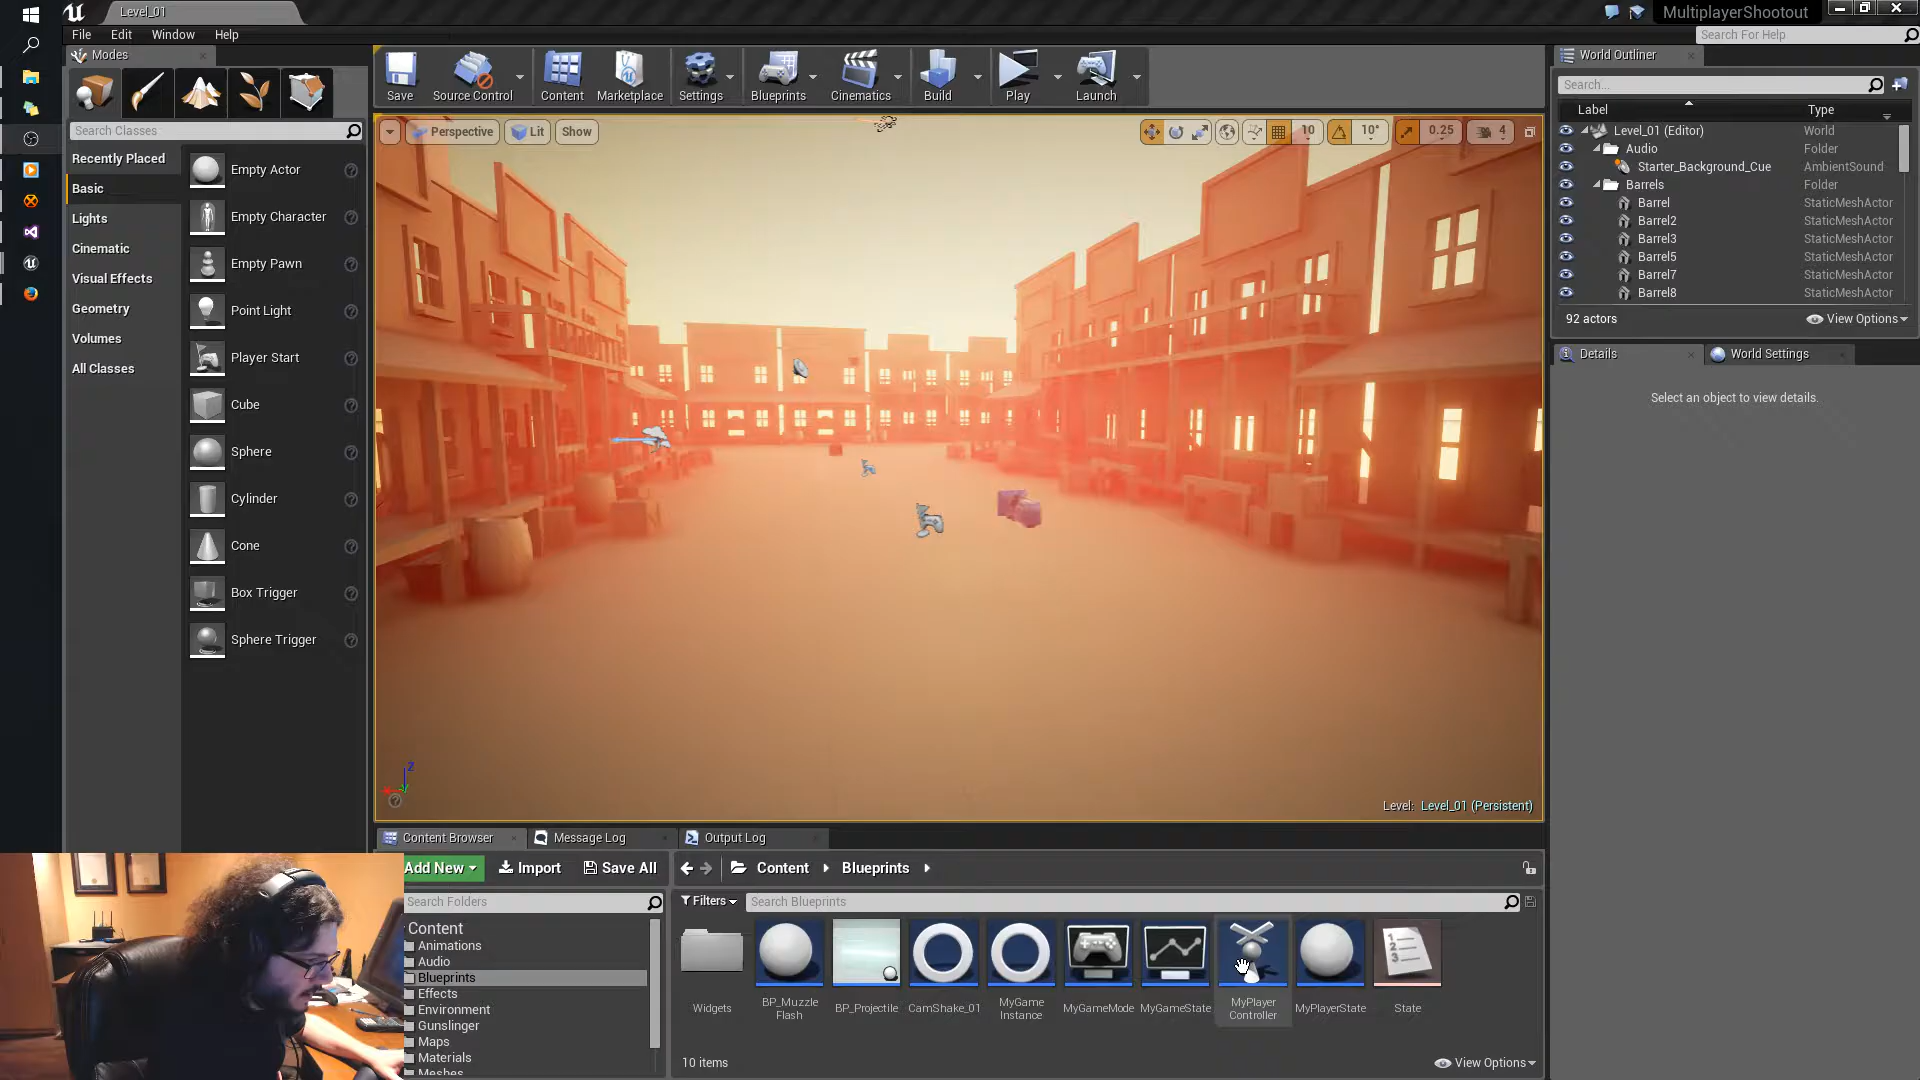 Level_01
MultiplayerShootout
File Edit Window Help
Search For Help
Modes
World Outliner
Save
Source Control
Content
Marketplace
Settings
Blueprints
Cinematics
Build
Play
Launch
Search...
Label
Type
Search Classes
Perspective
Lit
Show
10
10°
0.25
4
Level_01 (Editor) World
Audio Folder
Starter_Background_Cue AmbientSound
Barrels Folder
Barrel StaticMeshActor
Barrel2 StaticMeshActor
Barrel3 StaticMeshActor
Barrel5 StaticMeshActor
Barrel7 StaticMeshActor
Barrel8 StaticMeshActor
92 actors
View Options
Recently Placed
Basic
Lights
Cinematic
Visual Effects
Geometry
Volumes
All Classes
Empty Actor
Empty Character
Empty Pawn
Point Light
Player Start
Cube
Sphere
Cylinder
Cone
Box Trigger
Sphere Trigger
Details
World Settings
Select an object to view details.
Z
Level: Level_01 (Persistent)
Content Browser
Message Log
Output Log
Add New
Import
Save All
Content
Blueprints
Search Folders
Filters
Search Blueprints
Content
Animations
Audio
Blueprints
Effects
Environment
Gunslinger
Maps
Materials
Meshes
Widgets
BP_Muzzle
Flash
BP_Projectile
CamShake_01
MyGame
Instance
MyGameMode
MyGameState
MyPlayer
Controller
MyPlayerState
State
10 items
View Options